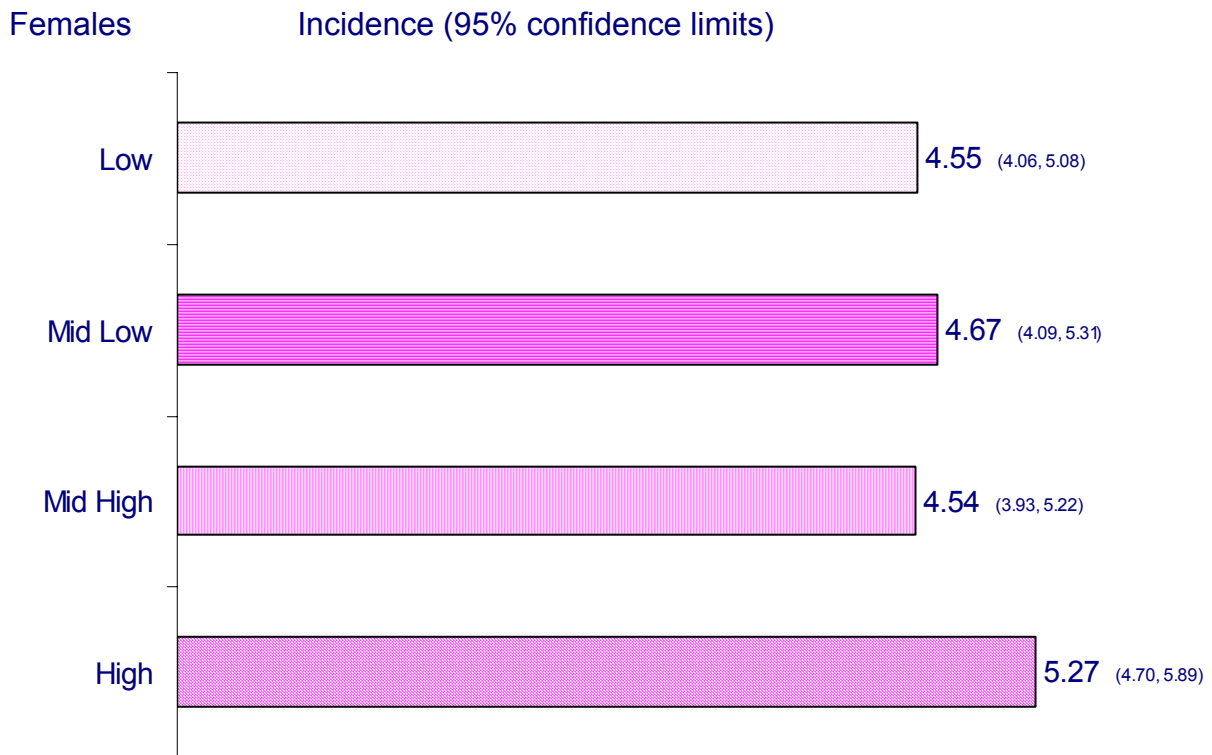 Females Incidence (95% confidence limits)
Low 4.55 (4.06, 5.08)
Mid Low 4.67 (4.09, 5.31)
Mid High 4.54 (3.93, 5.22)
High 5.27 (4.70, 5.89)